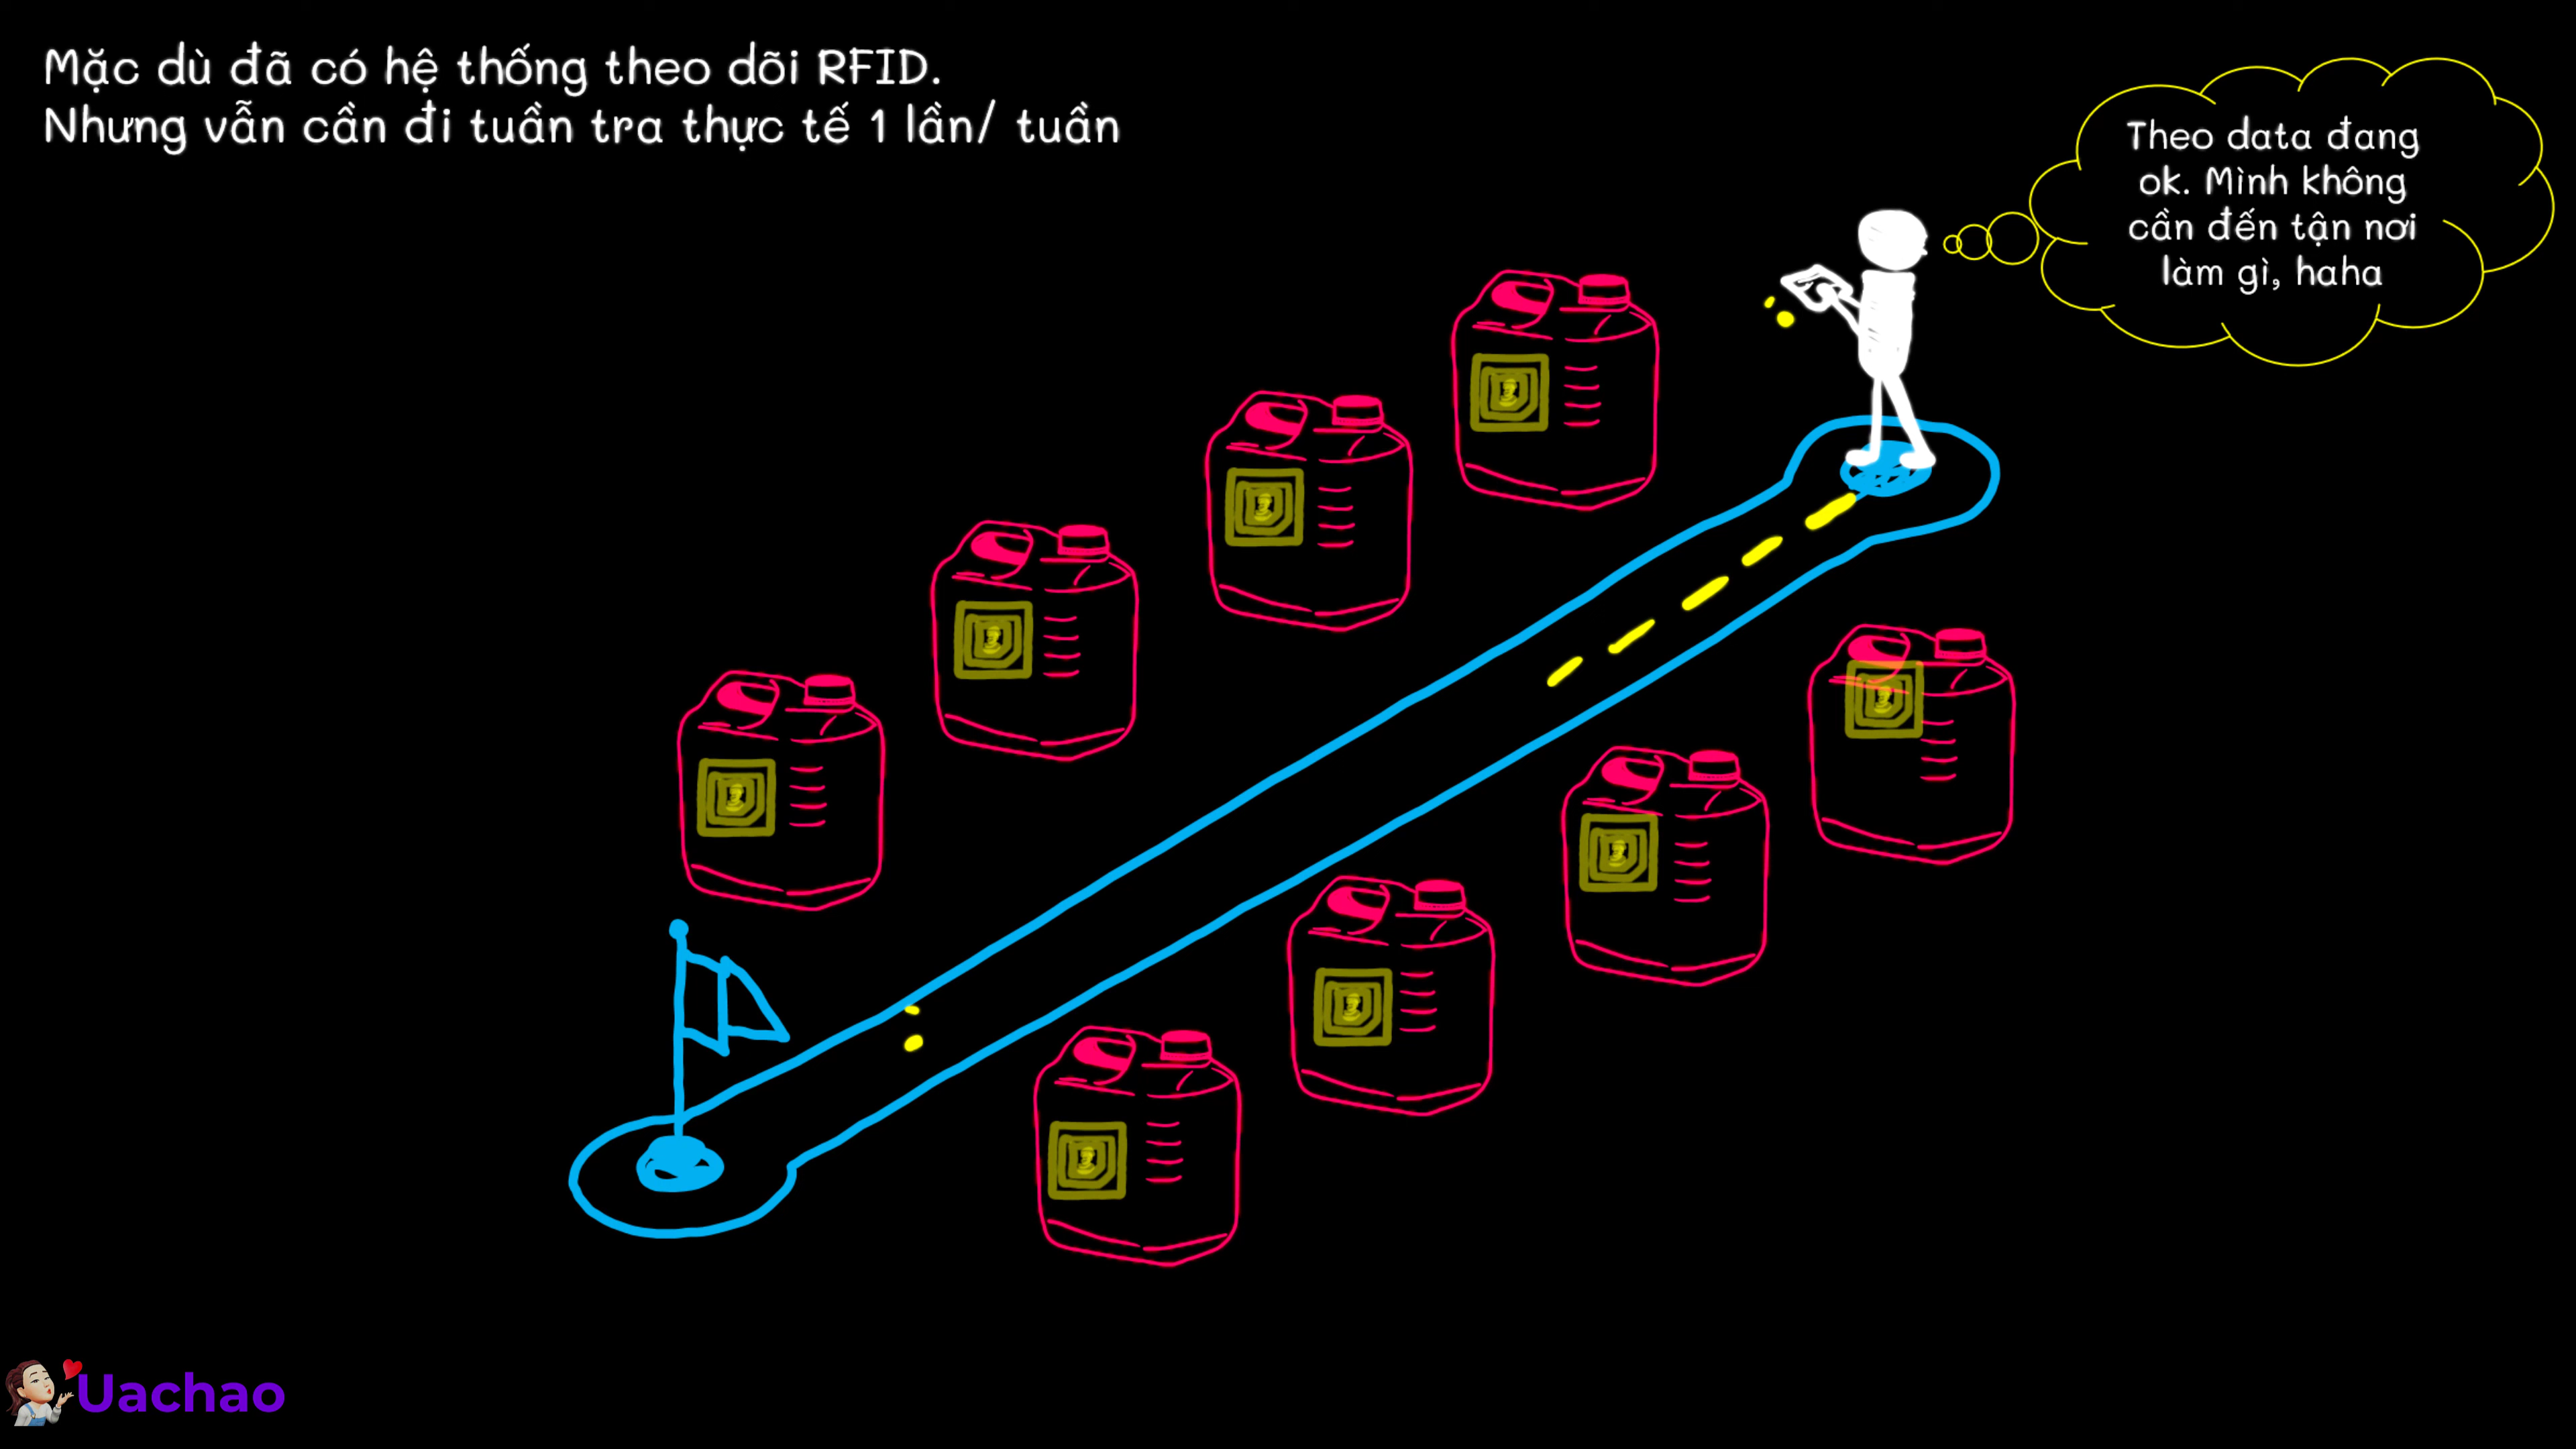 Mặc dù đã có hệ thống theo dõi RFID.
Nhưng vẫn cần đi tuần tra thực tế 1 lần/ tuần
Theo data đang
ok. Mình không
cần đến tận nơi
làm gì, haha
Uachao